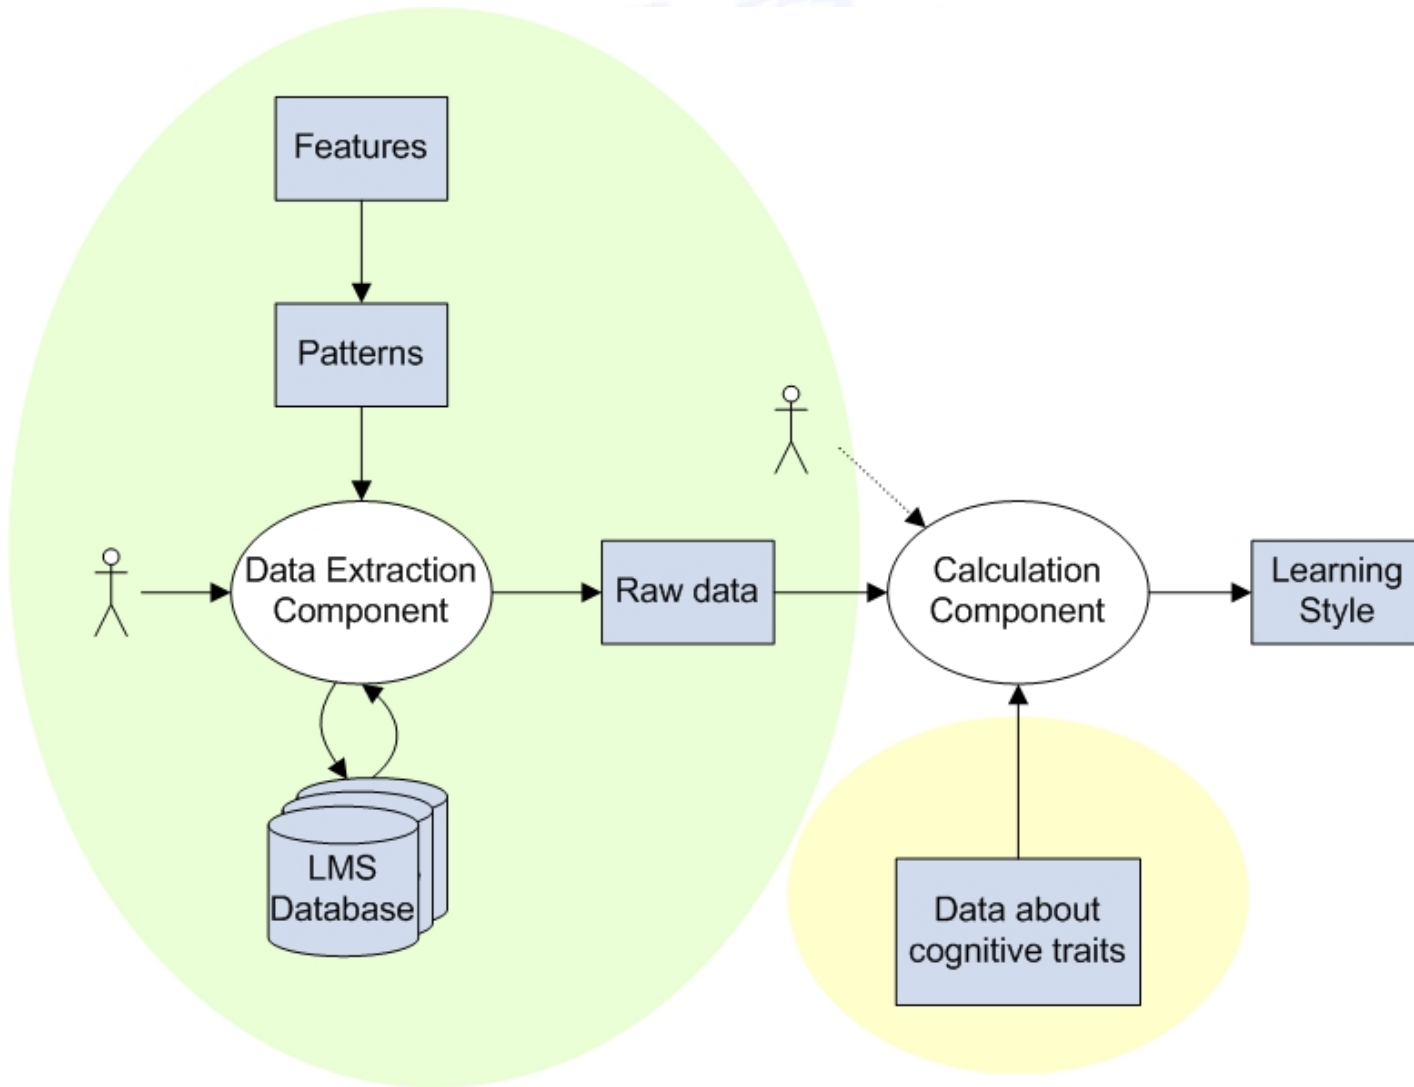 Features
Patterns
Data Extraction
Component
Raw data
Calculation
Component
Learning
Style
LMS
Database
Data about
cognitive traits